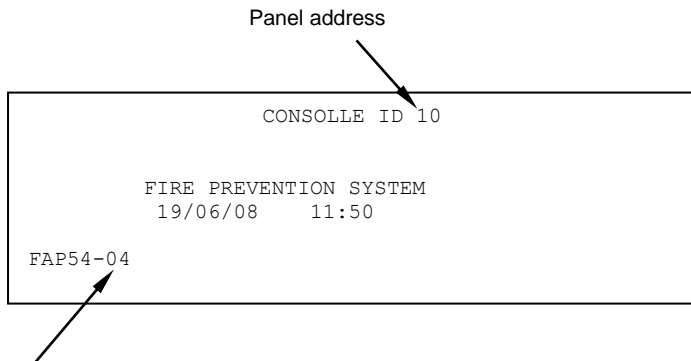 Panel address
CONSOLLE ID 10
FIRE PREVENTION SYSTEM
19/06/08 11:50
FAP54-04